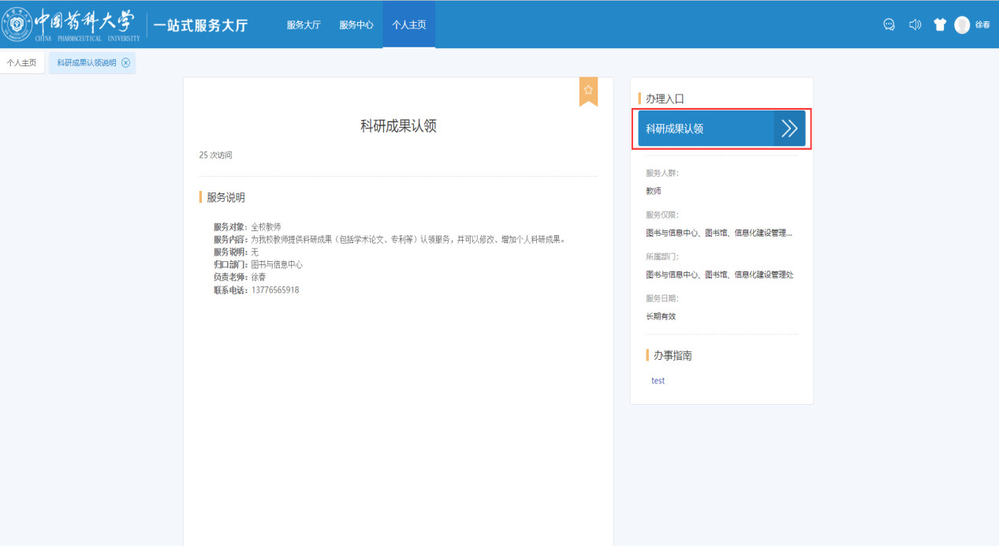 中国药科大学
CHINA PHARMACEUTICAL UNIVERSITY
一站式服务大厅
服务大厅
服务中心
个人主页
徐春
个人主页
科研成果认领说明
科研成果认领
25 次访问
服务说明
服务对象：全校教师
服务内容：为我校教师提供科研成果（包括学术论文、专利等）认领服务，并可以修改、增加个人科研成果。
服务说明：无
归口部门：图书与信息中心
负责老师：徐春
联系电话：13776565918
办理入口
科研成果认领
服务人群：
教师
服务仅限：
图书与信息中心、图书馆、信息化建设管理...
所属部门：
图书与信息中心、图书馆、信息化建设管理处
服务日期：
长期有效
办事指南
test